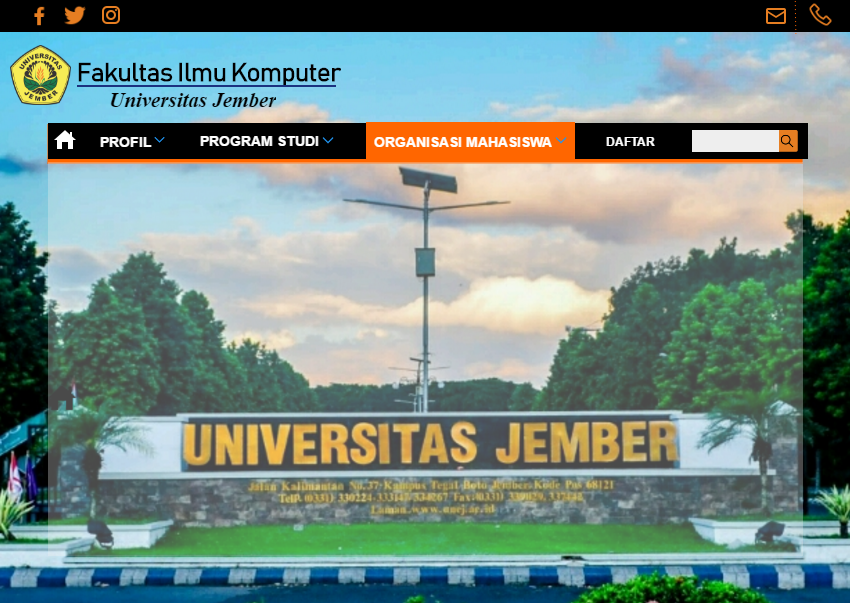 UNIVERSITAS
JEMBER
Fakultas Ilmu Komputer
Universitas Jember
PROFIL
PROGRAM STUDI
ORGANISASI MAHASISWA
DAFTAR
UNIVERSITAS JEMBER
Jalan Kalimantan No.37-Kampus Tegal Boto Jember Kode Pos 68121
Telp. (0331) 330224-333147 334267 Fax.(0331) 339029, 337422
Laman www.unej.ac.id